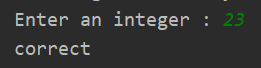 Enter an integer : 23
correct